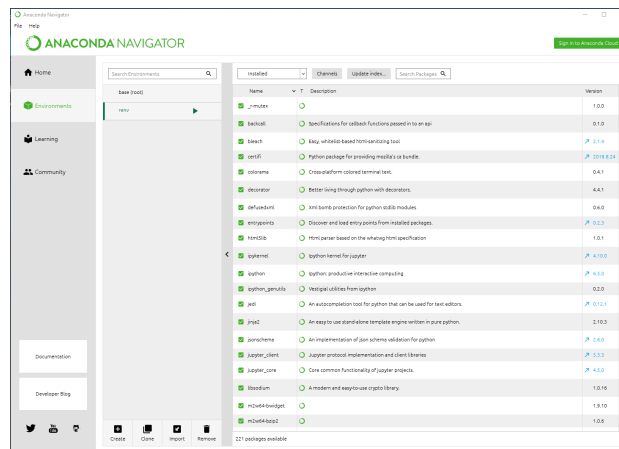 Anaconda Navigator
File Help
ANACONDA NAVIGATOR
Sign in to Anaconda Cloud
Home
Environments
Learning
Community
Documentation
Developer Blog
Search Environments
base (root)
renv
Create Clone Import Remove
Installed Channels Update index... Search Packages
Name T Description Version
_r-mutex 1.0.0
backcall Specifications for callback functions passed in to an api 0.1.0
bleach Easy, whitelist-based html-sanitizing tool 2.1.4
certifi Python package for providing mozilla's ca bundle. 2018.8.24
colorama Cross-platform colored terminal text. 0.4.1
decorator Better living through python with decorators. 4.4.1
defusedxml Xml bomb protection for python stdlib modules 0.6.0
entrypoints Discover and load entry points from installed packages. 0.2.3
html5lib Html parser based on the whatwg html specification 1.0.1
ipykernel Ipython kernel for jupyter 4.10.0
ipython Ipython: productive interactive computing 6.5.0
ipython_genutils Vestigial utilities from ipython 0.2.0
jedi An autocompletion tool for python that can be used for text editors. 0.12.1
jinja2 An easy to use stand-alone template engine written in pure python. 2.10.3
jsonschema An implementation of json schema validation for python 2.6.0
jupyter_client Jupyter protocol implementation and client libraries
jupyter_core Core common functionality of jupyter projects.
libsodium A modern and easy-to-use crypto library. 1.0.16
m2w64-bwidget 1.9.10
m2w64-bzip2 1.0.6
221 packages available